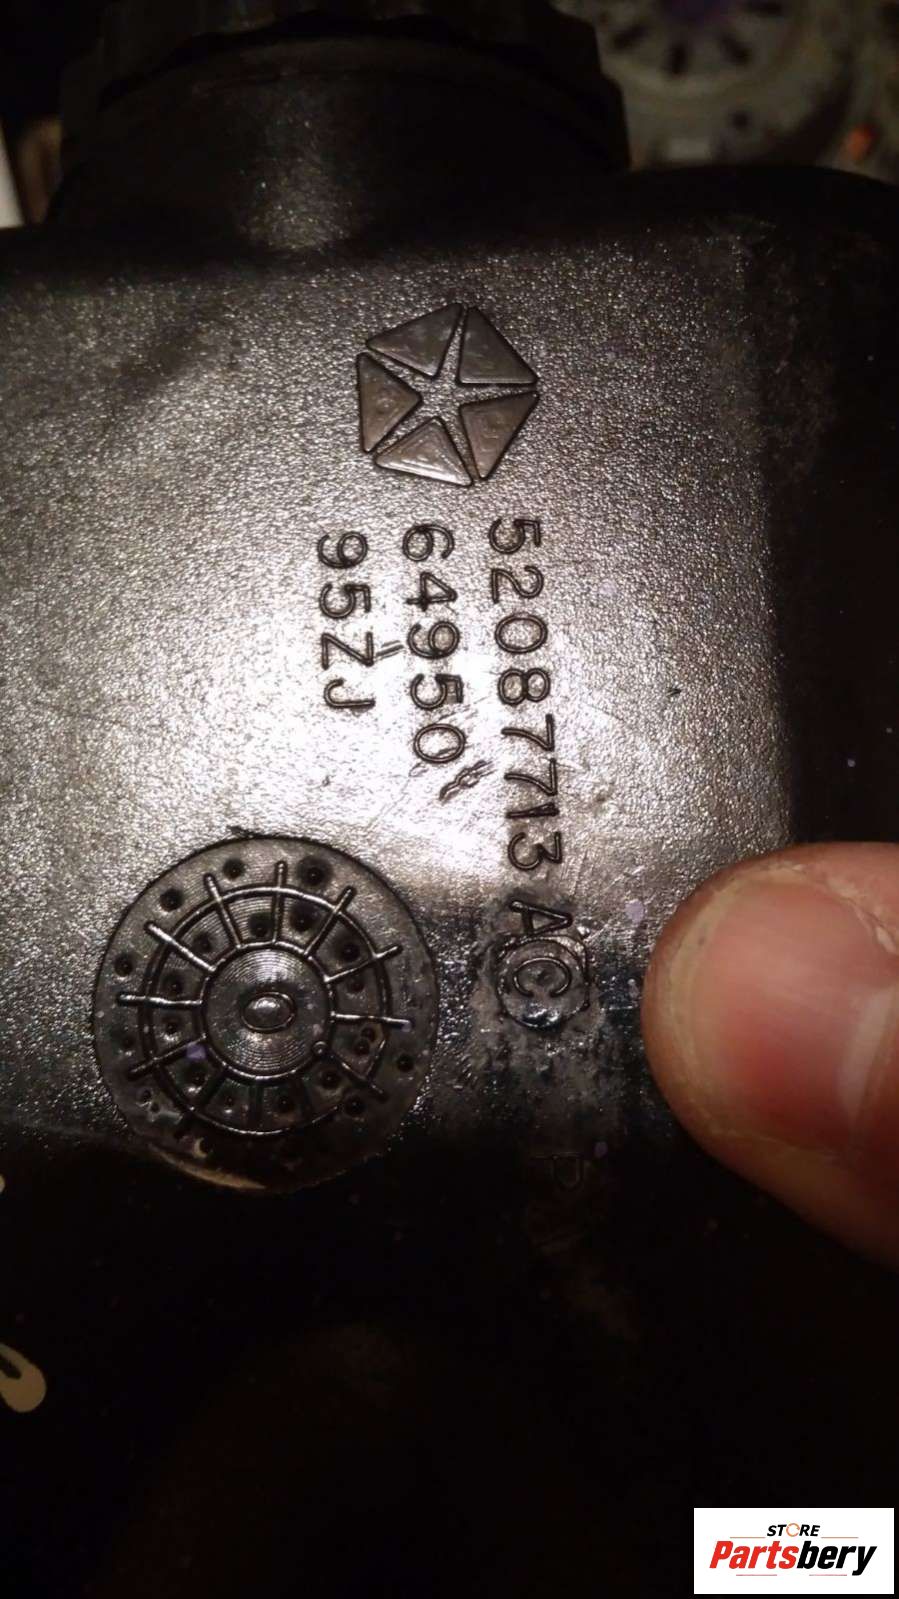 52087713 AC
64950
95ZJ
STORE
Partsbery